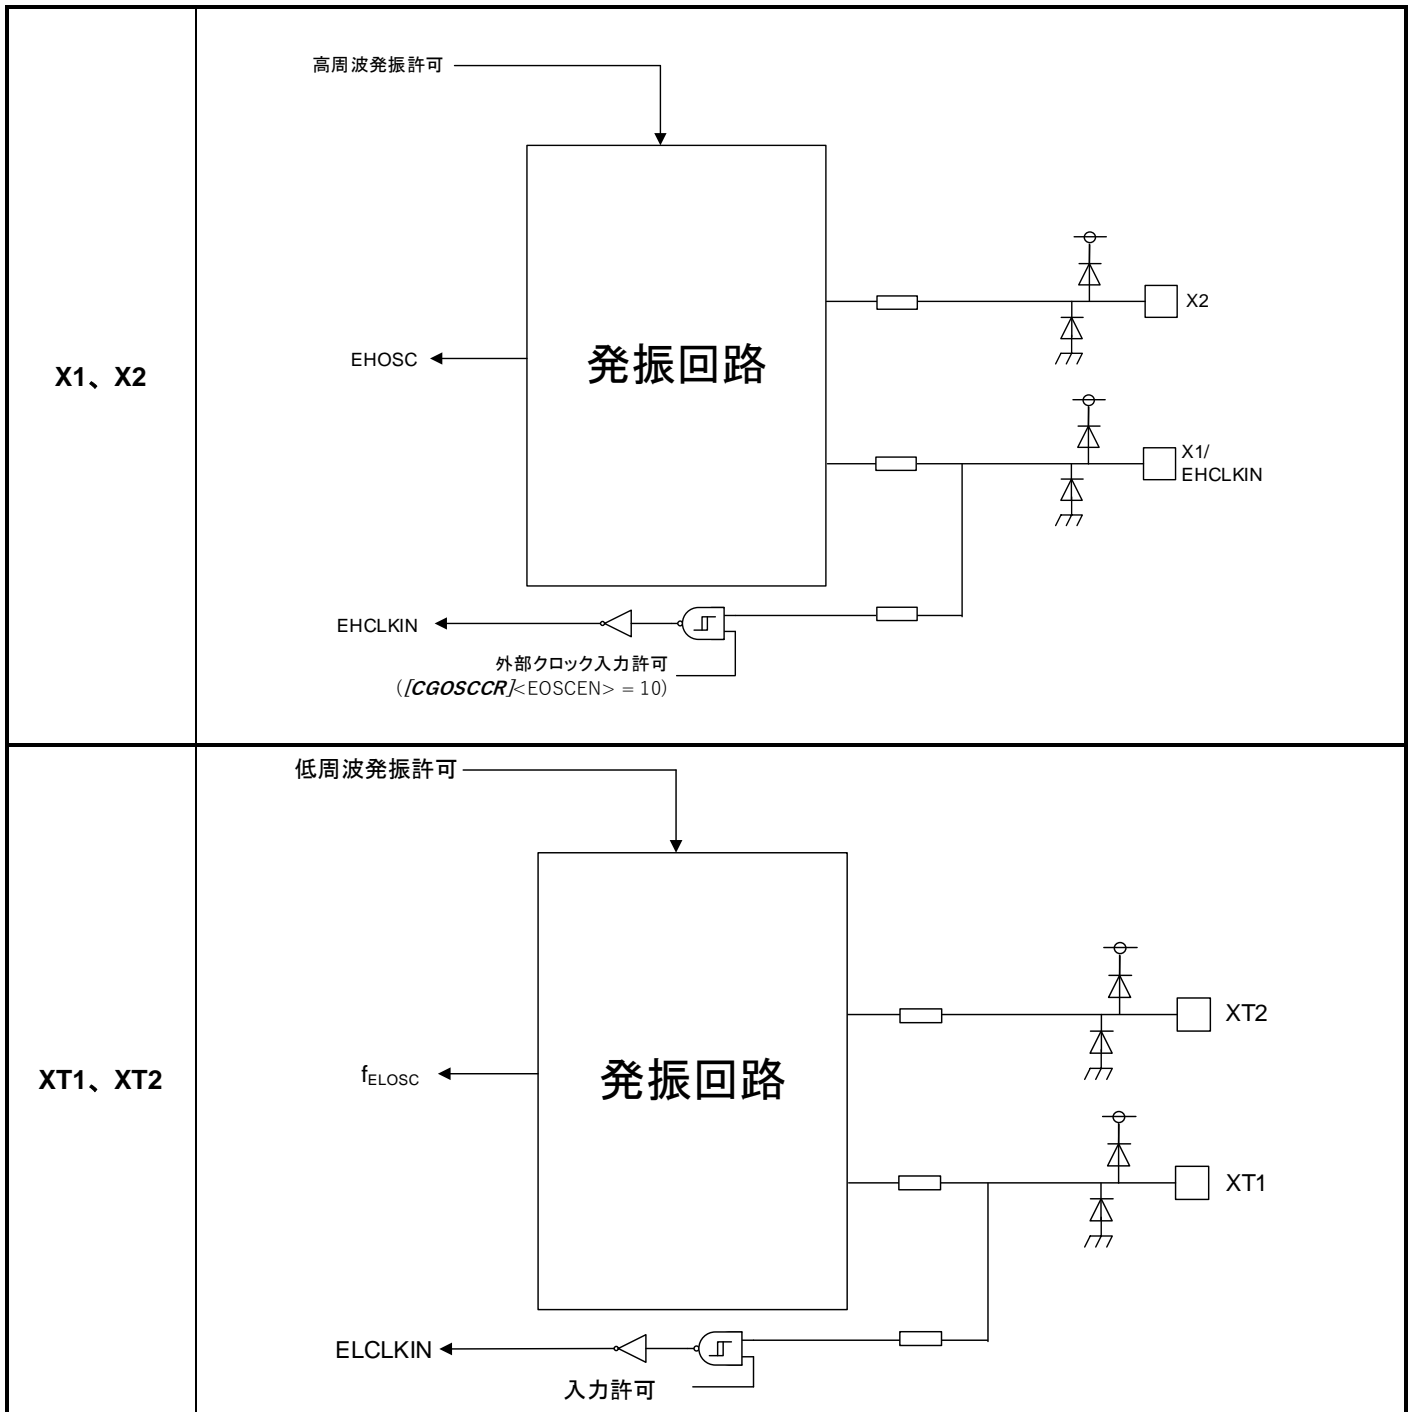 X1、X2
高周波発振許可
発振回路
X2
EHOSC
X1/
EHCLKIN
EHCLKIN
外部クロック入力許可
([CGOSCCR]<EOSCEN> = 10)
XT1、XT2
低周波発振許可
発振回路
XT2
fELOSC
XT1
ELCLKIN
入力許可